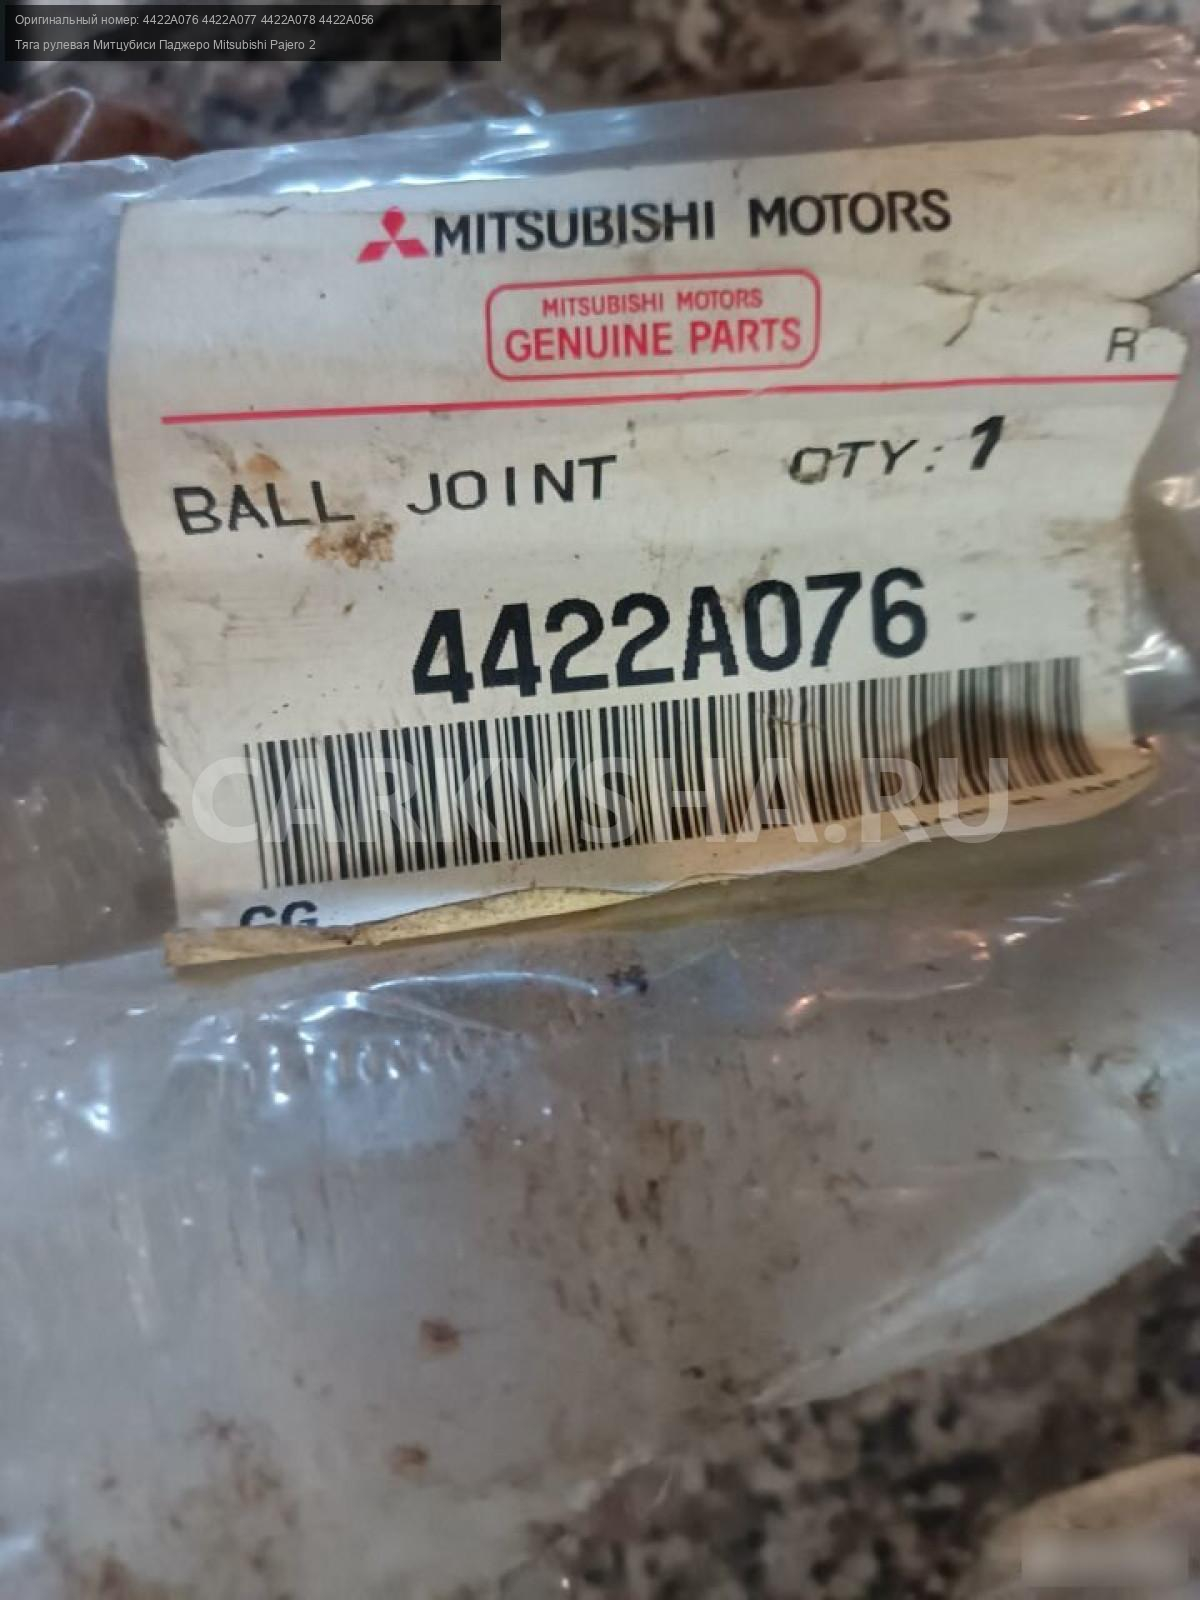 Оригинальный номер: 4422A076 4422A077 4422A078 4422A056
Тяга рулевая Митцубиси Паджеро Mitsubishi Pajero 2
MITSUBISHI MOTORS
MITSUBISHI MOTORS
GENUINE PARTS
R
BALL JOINT QTY: 1
4422A076
CARKYSHA.RU
GG